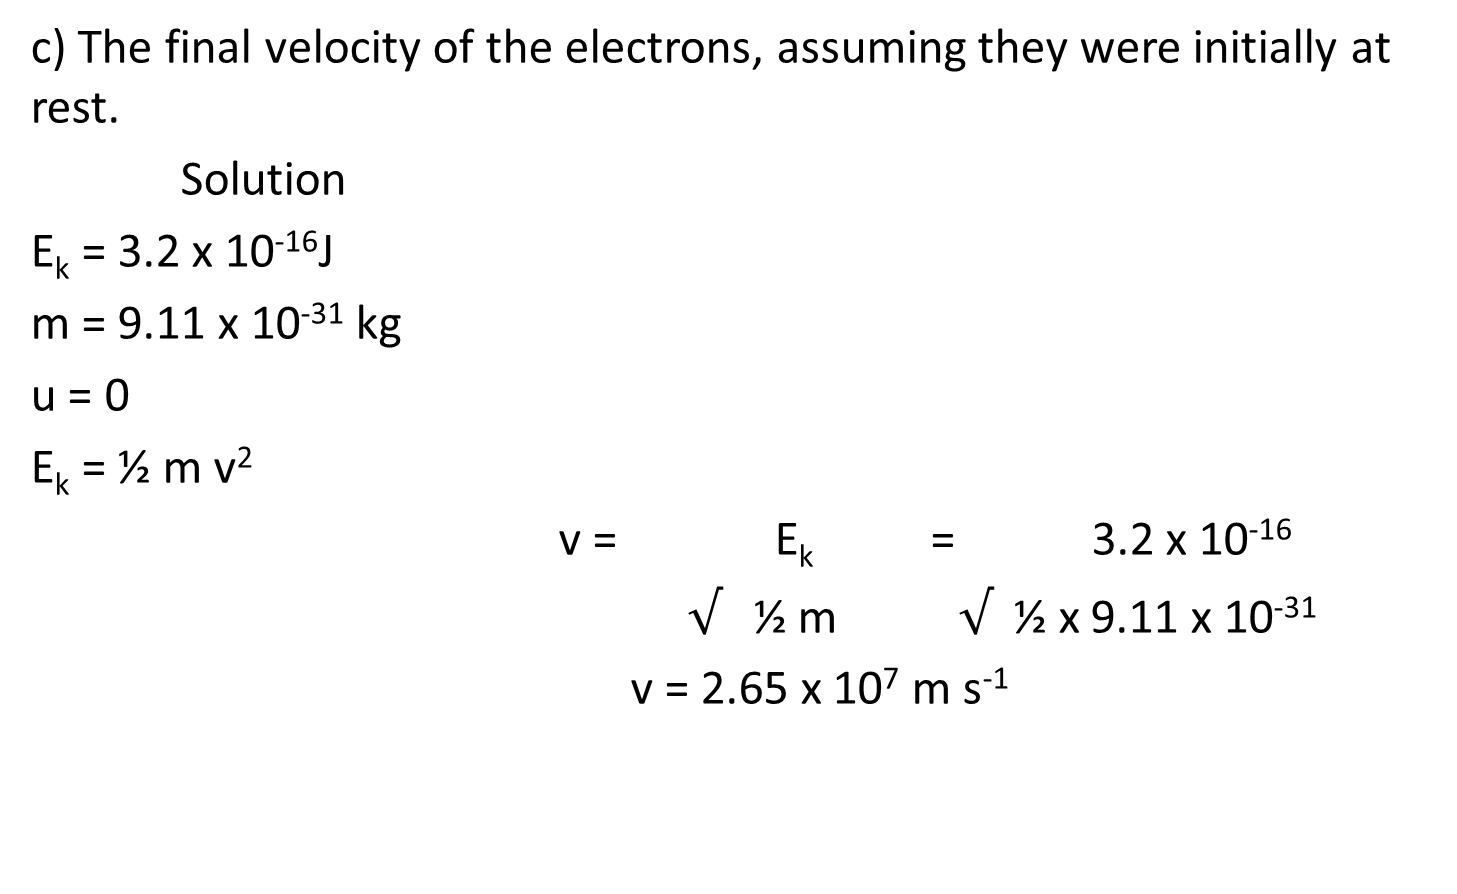 c) The final velocity of the electrons, assuming they were initially at
rest.
Solution
Eₖ = 3.2 x 10⁻¹⁶J
m = 9.11 x 10⁻³¹ kg
u = 0
Eₖ = ½ m v²
v = Eₖ = 3.2 x 10⁻¹⁶
√ ½ m √ ½ x 9.11 x 10⁻³¹
v = 2.65 x 10⁷ m s⁻¹